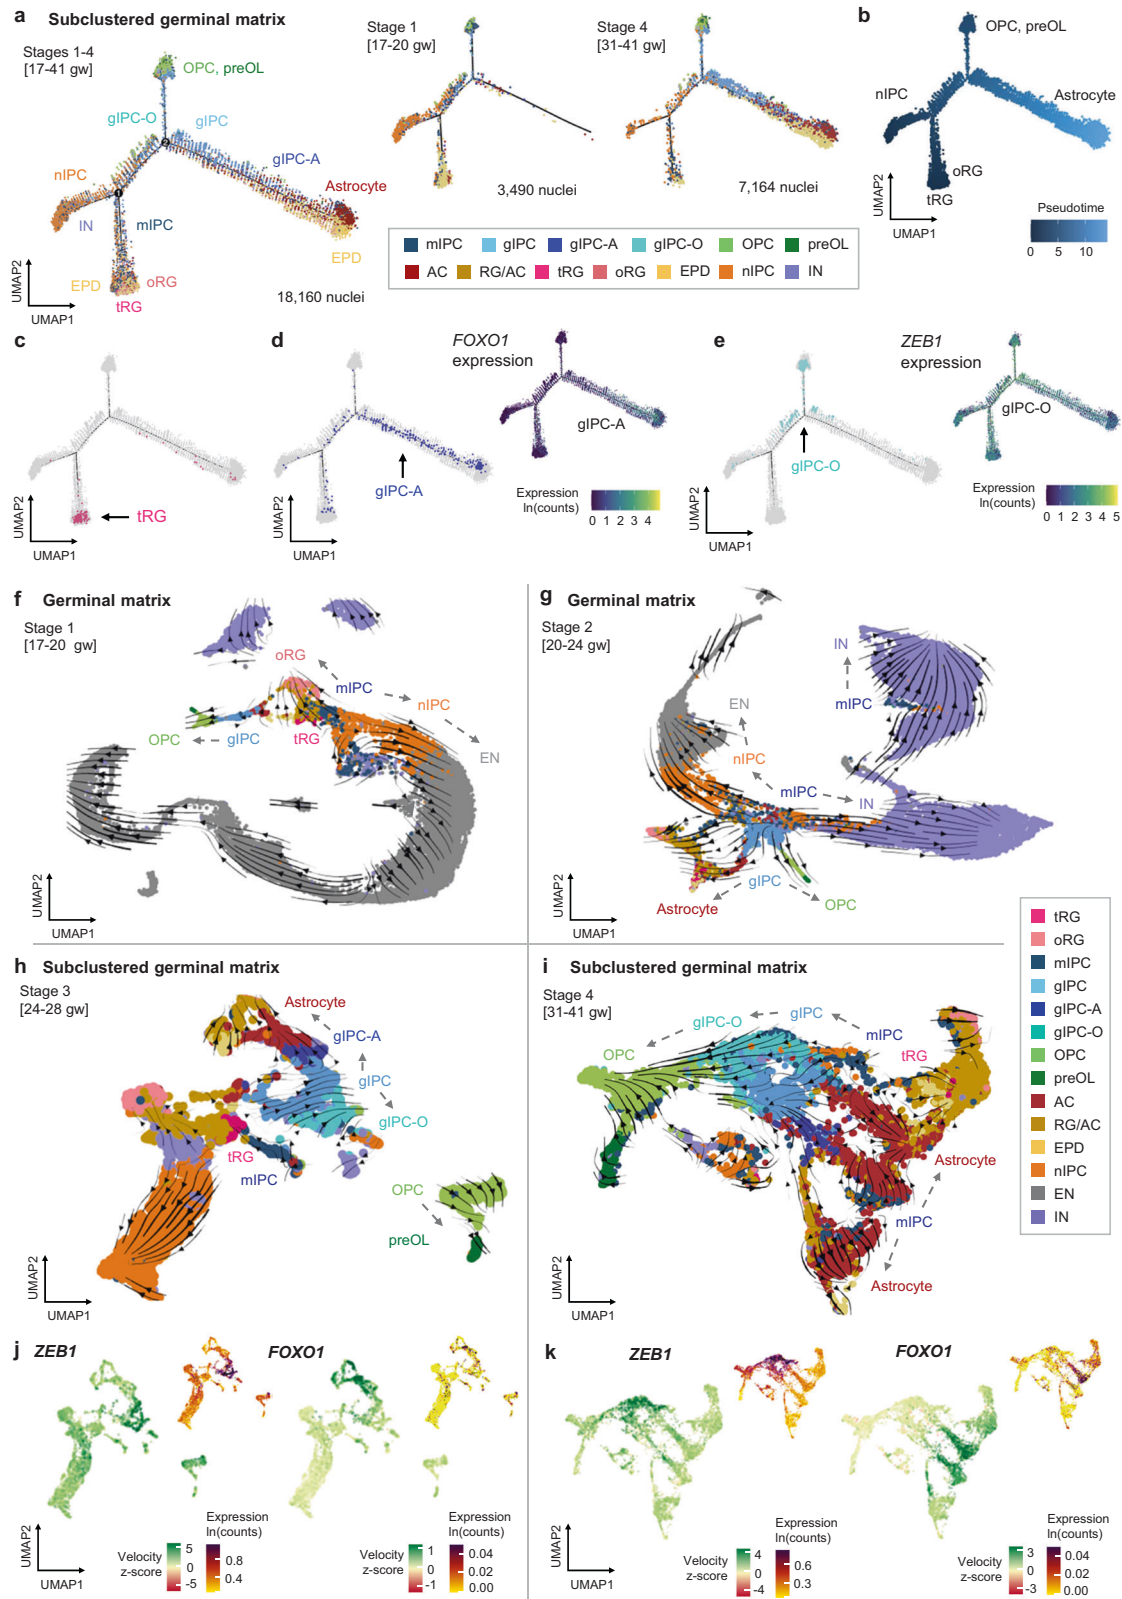 a Subclustered germinal matrix
Stages 1-4
[17-41 gw]
OPC, preOL
gIPC-O
gIPC
gIPC-A
nIPC
Astrocyte
IN
mIPC
EPD
EPD
oRG
tRG
2
1
18,160 nuclei
UMAP2
UMAP1
Stage 1
[17-20 gw]
3,490 nuclei
Stage 4
[31-41 gw]
7,164 nuclei
mIPC gIPC gIPC-A gIPC-O OPC preOL
AC RG/AC tRG oRG EPD nIPC IN
b
OPC, preOL
nIPC
Astrocyte
oRG
tRG
UMAP2
UMAP1
Pseudotime
0 5 10
c
tRG
UMAP2
UMAP1
d
FOXO1
expression
gIPC-A
gIPC-A
UMAP2
UMAP1
Expression
ln(counts)
0 1 2 3 4
e
ZEB1
expression
gIPC-O
gIPC-O
UMAP2
UMAP1
Expression
ln(counts)
0 1 2 3 4 5
f Germinal matrix
Stage 1
[17-20 gw]
oRG
mIPC
nIPC
OPC
gIPC
tRG
EN
UMAP2
UMAP1
g Germinal matrix
Stage 2
[20-24 gw]
IN
mIPC
EN
nIPC
mIPC
IN
gIPC
Astrocyte
OPC
UMAP2
UMAP1
tRG
oRG
mIPC
gIPC
gIPC-A
gIPC-O
OPC
preOL
AC
RG/AC
EPD
nIPC
EN
IN
h Subclustered germinal matrix
Stage 3
[24-28 gw]
Astrocyte
gIPC-A
gIPC
gIPC-O
tRG
mIPC
OPC
preOL
UMAP2
UMAP1
i Subclustered germinal matrix
Stage 4
[31-41 gw]
gIPC-O
gIPC
mIPC
OPC
tRG
Astrocyte
mIPC
Astrocyte
UMAP2
UMAP1
j ZEB1
FOXO1
UMAP2
UMAP1
Velocity
z-score
5
0
-5
Expression
ln(counts)
0.8
0.4
Velocity
z-score
1
0
-1
Expression
ln(counts)
0.04
0.02
0.00
k
ZEB1
FOXO1
UMAP2
UMAP1
Velocity
z-score
4
0
-4
Expression
ln(counts)
0.6
0.3
Velocity
z-score
3
0
-3
Expression
ln(counts)
0.04
0.02
0.00